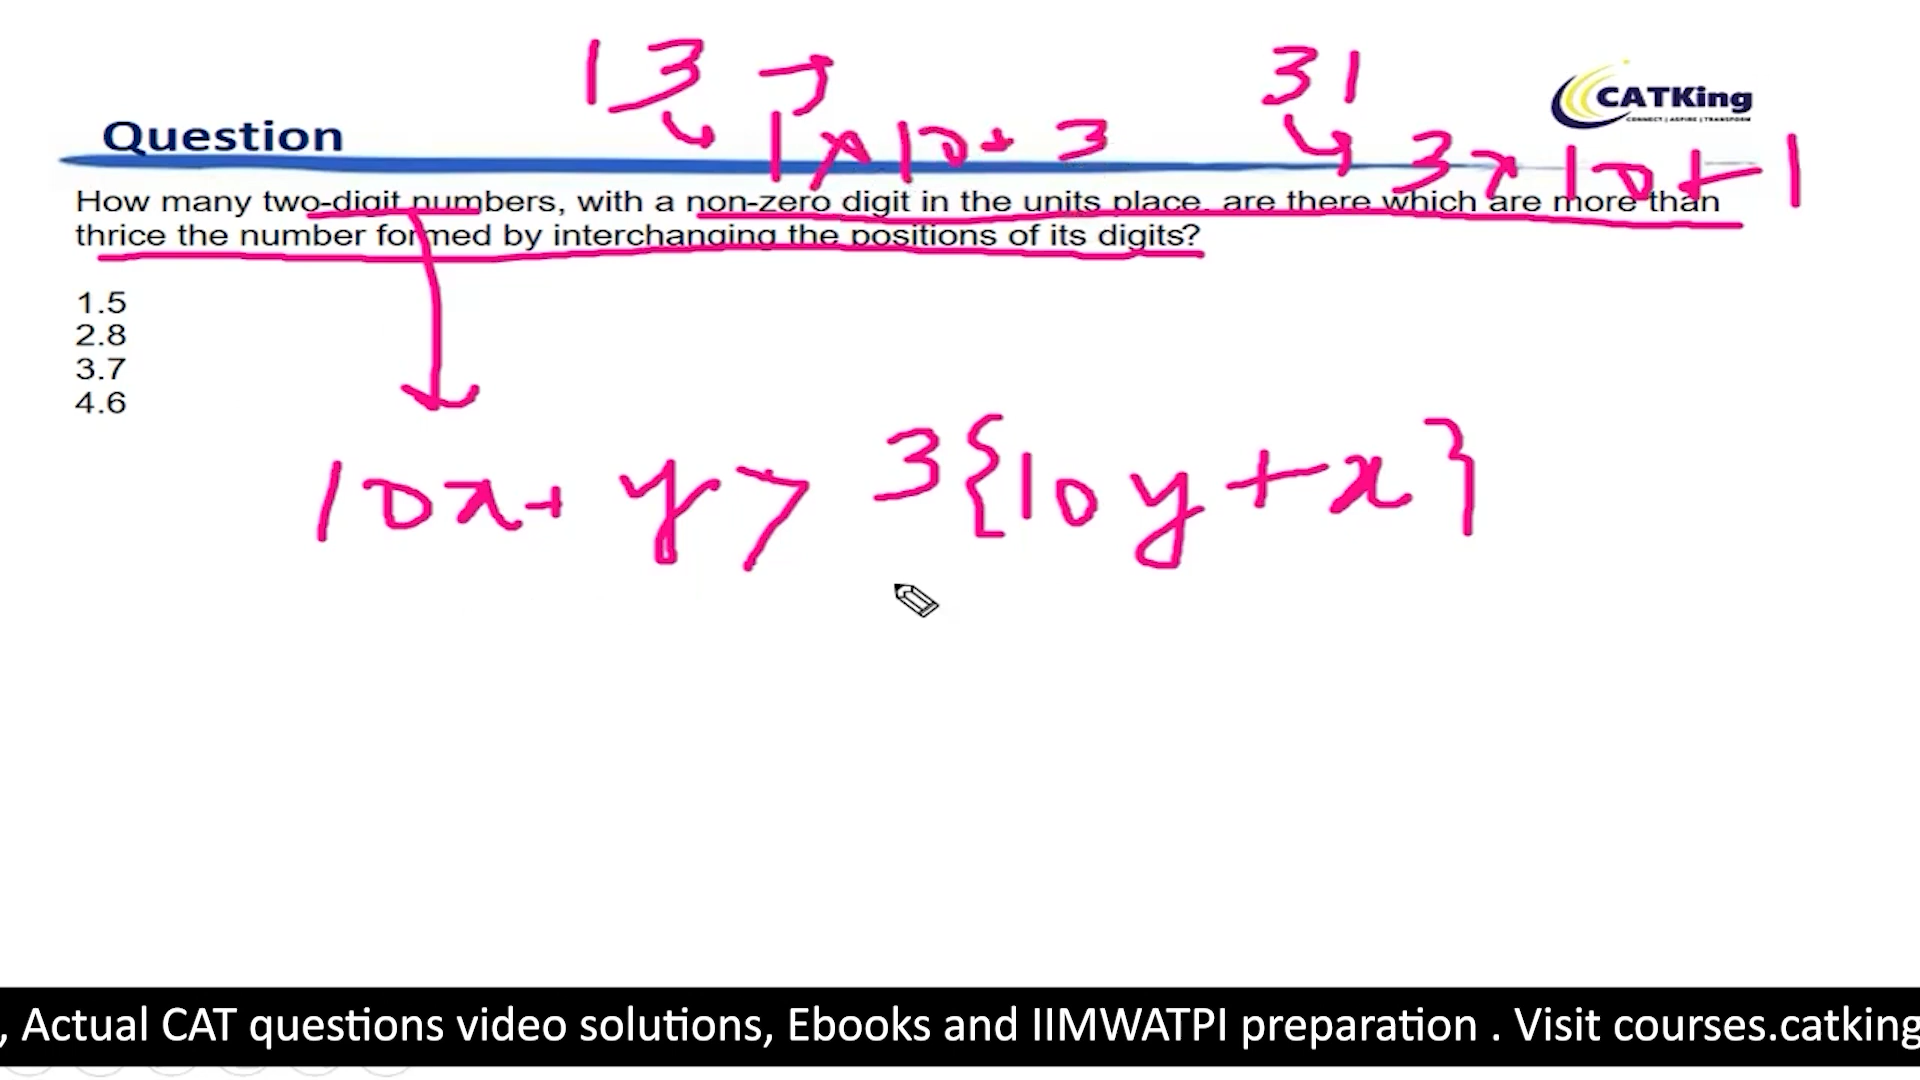 13 → 31
CATKing
CONNECT | ASPIRE | TRANSFORM
Question
1×10+3 3×10+1
How many two-digit numbers, with a non-zero digit in the units place, are there which are more than
thrice the number formed by interchanging the positions of its digits?
1.5
2.8
3.7
4.6
10x+y > 3{10y+x}
, Actual CAT questions video solutions, Ebooks and IIMWATPI preparation . Visit courses.catking